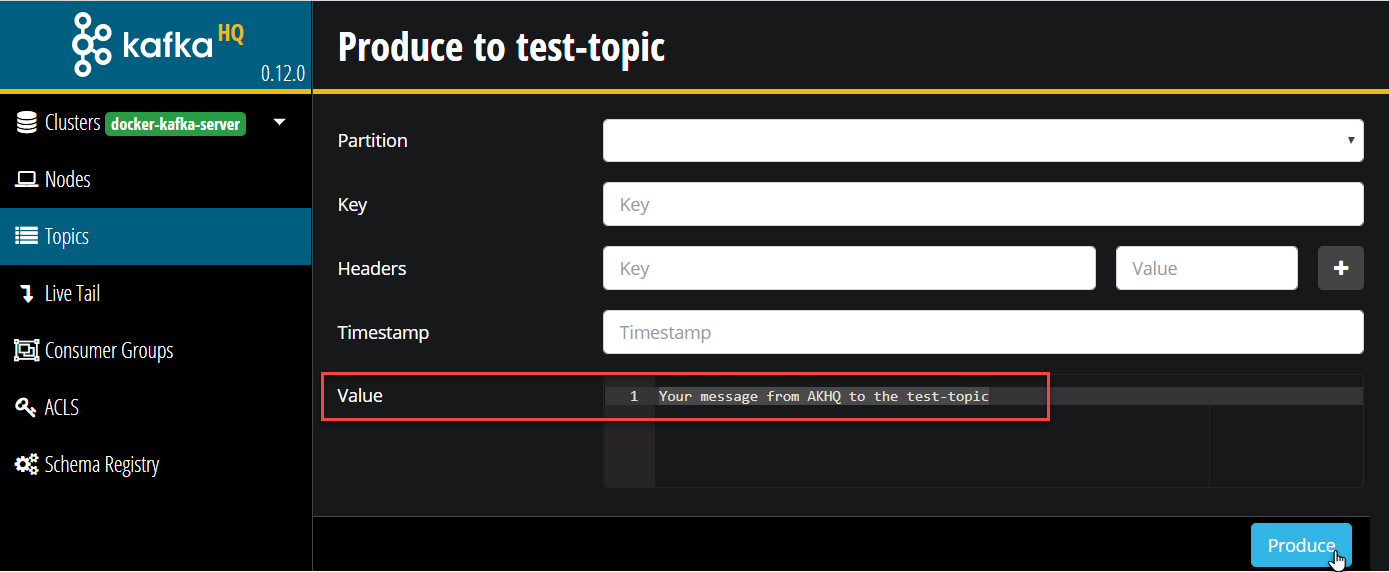 kafka HQ
0.12.0
Produce to test-topic
Clusters docker-kafka-server
Nodes
Topics
Live Tail
Consumer Groups
ACLS
Schema Registry
Partition
Key
Key
Headers
Key
Value
Timestamp
Timestamp
Value
1 Your message from AKHQ to the test-topic
Produce